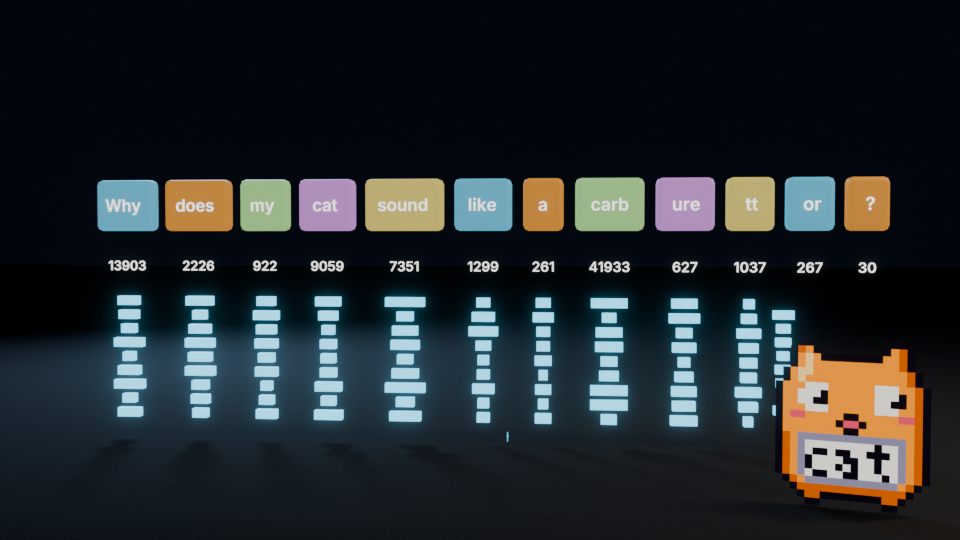 Why does my cat sound like a carb ure tt or ?
13903 2226 922 9059 7351 1299 261 41933 627 1037 267 30
cat